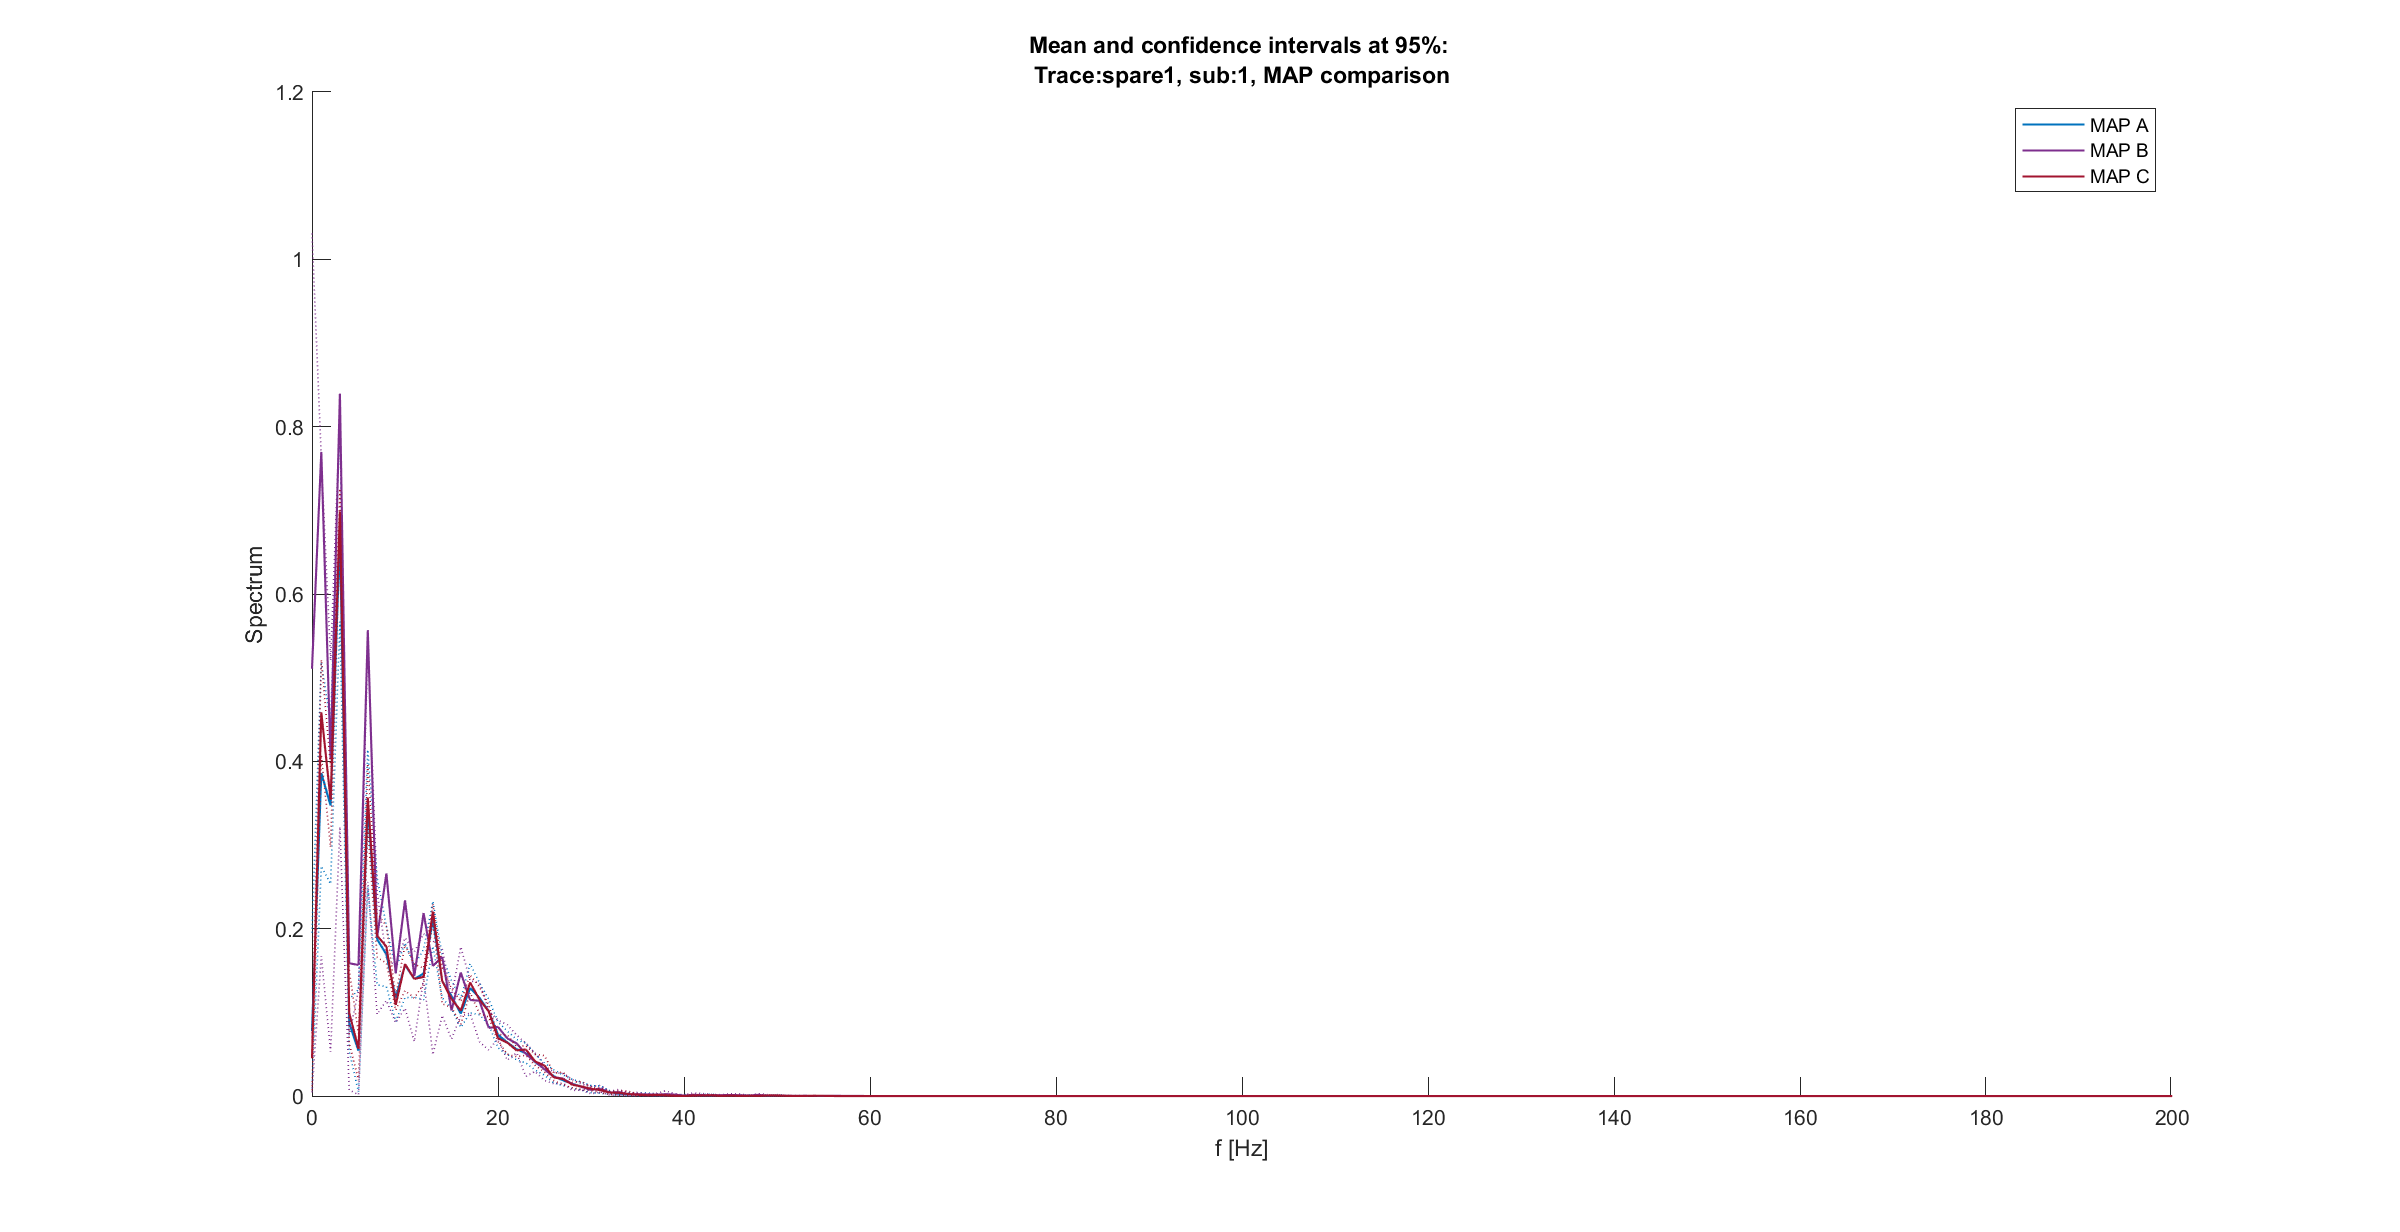 Mean and confidence intervals at 95%:
Trace:spare1, sub:1, MAP comparison
1.2
1
0.8
0.6
0.4
0.2
0
Spectrum
MAP A
MAP B
MAP C
0 20 40 60 80 100 120 140 160 180 200
f [Hz]